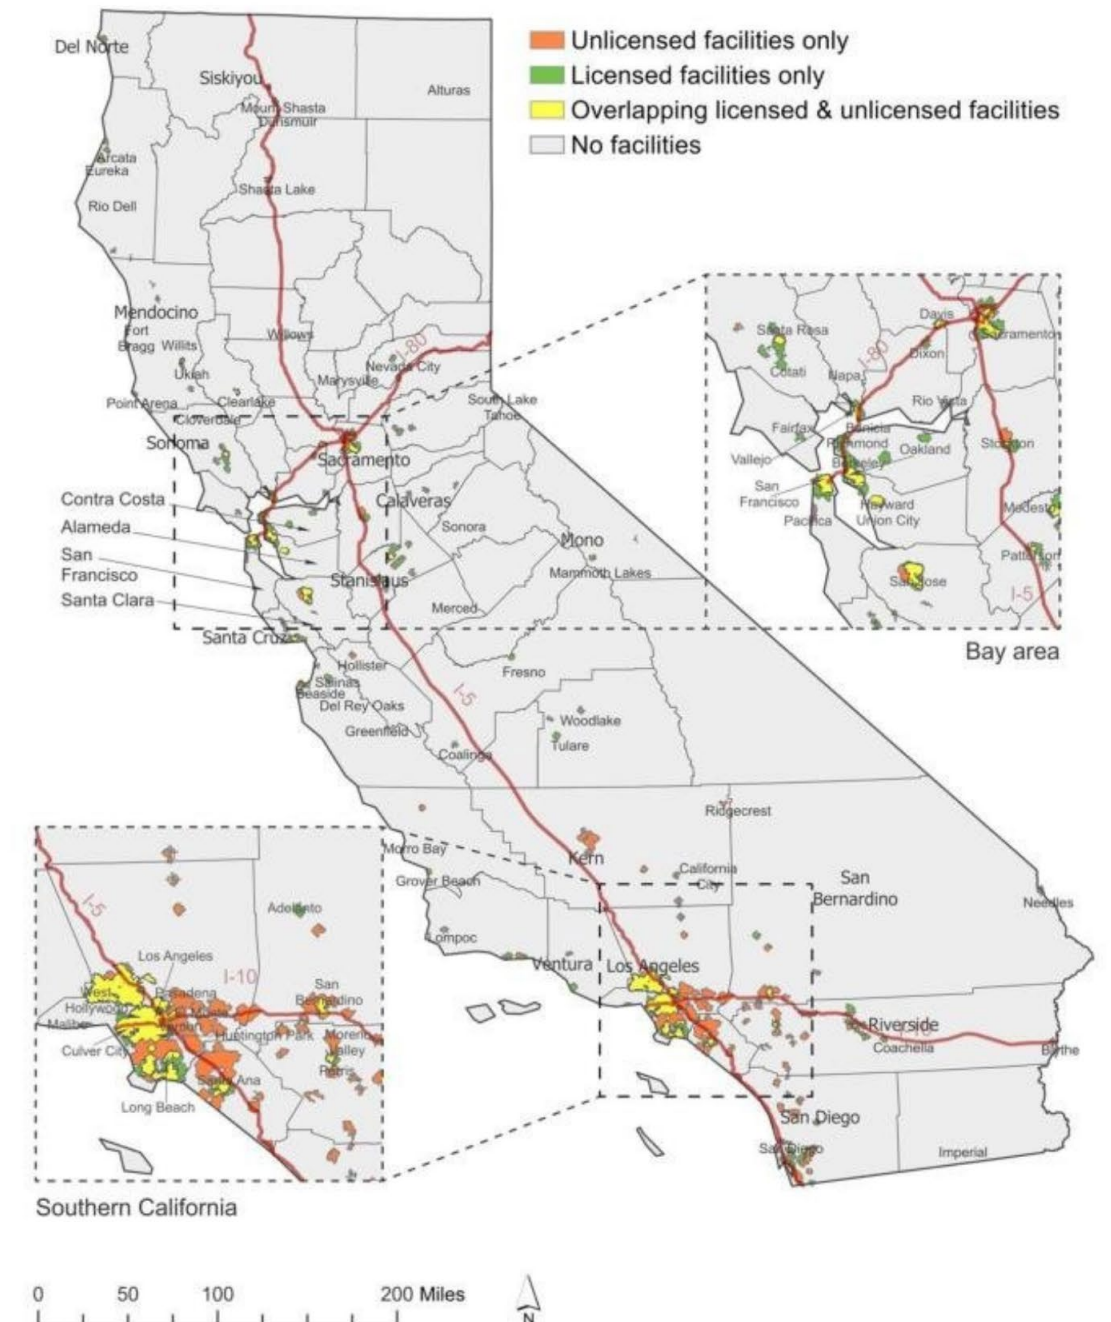 Unlicensed facilities only
Licensed facilities only
Overlapping licensed & unlicensed facilities
No facilities
Del Norte
Siskiyou
Alturas
Mount Shasta
Dunsmuir
Arcata
Eureka
Shasta Lake
Rio Dell
Mendocino
Fort
Bragg
Willits
Willows
I-80
Nevada City
Ukiah
Marysville
Point Arena
Clearlake
South Lake
Tahoe
Cloverdale
Sonoma
Sacramento
Contra Costa
Calaveras
Alameda
Sonora
San
Francisco
Mono
Stanislaus
Mammoth Lakes
Santa Clara
Merced
Santa Cruz
Hollister
Fresno
Salinas
Seaside
Del Rey Oaks
I-5
Greenfield
Woodlake
Tulare
Coalinga
Ridgecrest
Morro Bay
Kern
California
City
San
Bernardino
Grover Beach
Needles
Lompoc
Ventura
Los Angeles
Riverside
I-10
Coachella
Blythe
San Diego
San Diego
Imperial
Davis
Santa Rosa
Sacramento
I-80
Dixon
Cotati
Napa
Rio Vista
Fairfax
Benicia
Richmond
Oakland
Stockton
Vallejo
Berkeley
San
Francisco
Hayward
Union City
Modesto
Pacifica
Patterson
San Jose
I-5
Bay area
I-5
Adelanto
Los Angeles
I-10
West
Hollywood
Pasadena
San
Bernardino
Malibu
Huntington Park
Moreno
Valley
Culver City
Perris
Santa Ana
Long Beach
Southern California
0 50 100 200 Miles
N